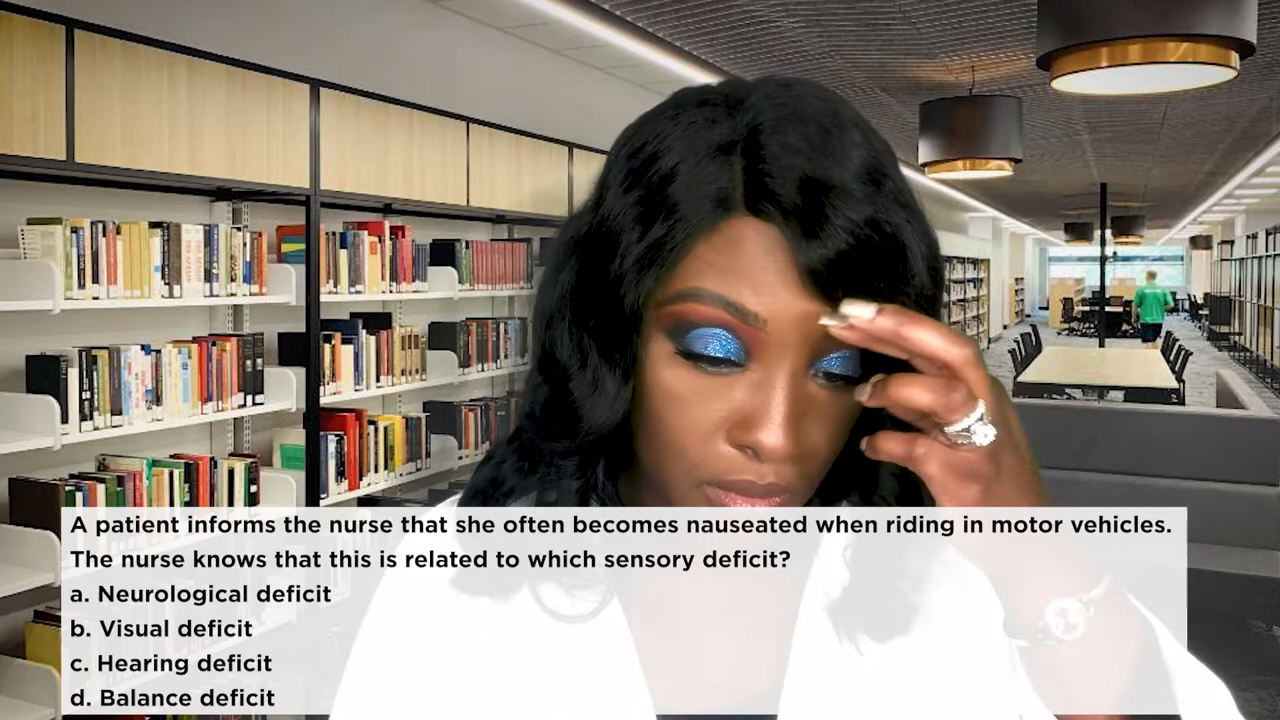 A patient informs the nurse that she often becomes nauseated when riding in motor vehicles.
The nurse knows that this is related to which sensory deficit?
a. Neurological deficit
b. Visual deficit
c. Hearing deficit
d. Balance deficit